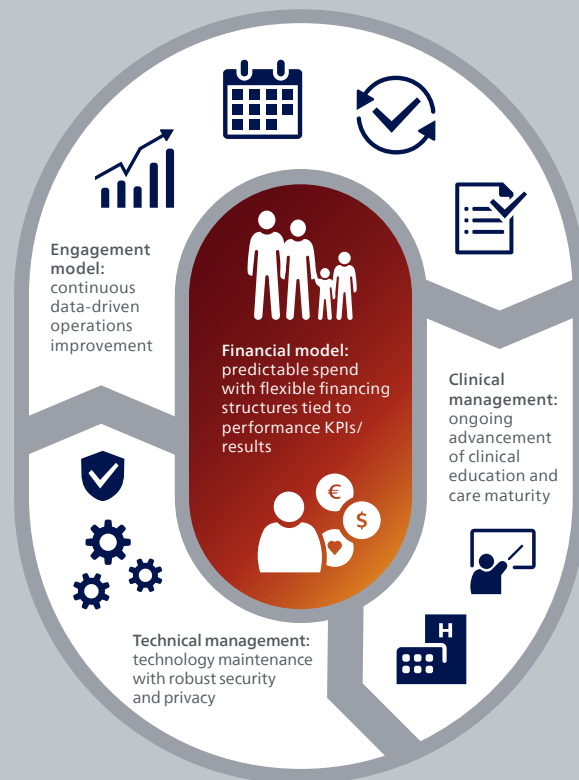 Engagement
model:
continuous
data-driven
operations
improvement
Financial model:
predictable spend
with flexible financing
structures tied to
performance KPIs/
results
€
$
Clinical
management:
ongoing
advancement
of clinical
education and
care maturity
H
Technical management:
technology maintenance
with robust security
and privacy